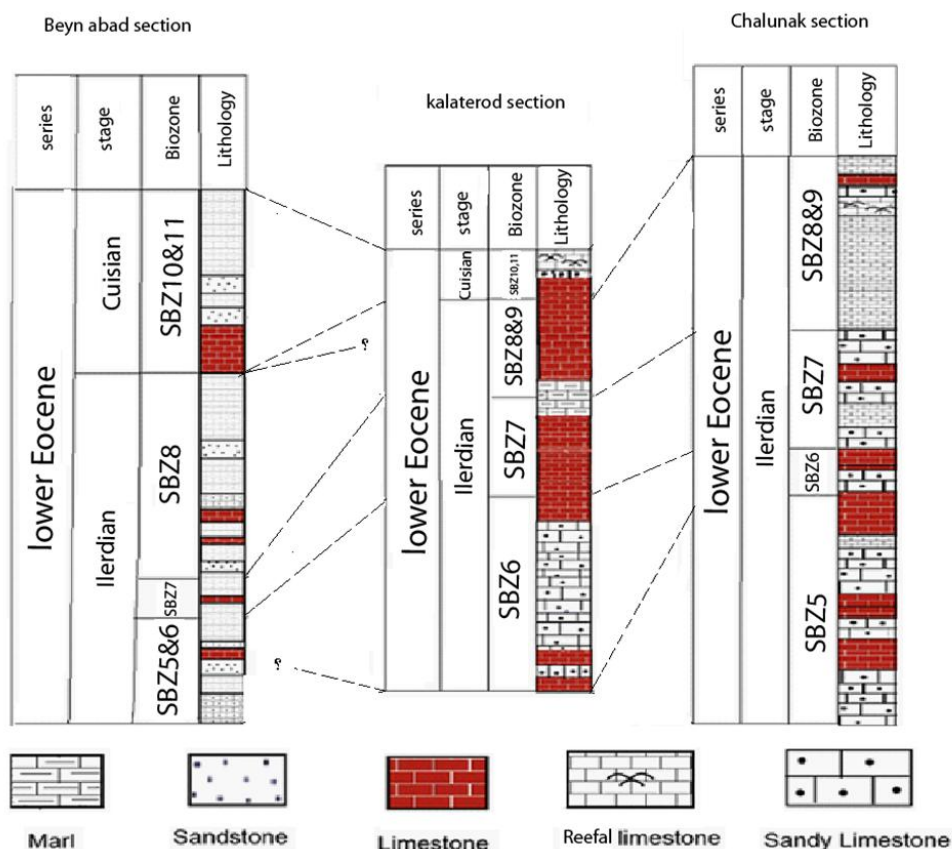 Beyn abad section
kalaterod section
Chalunak section
series
stage
Biozone
Lithology
lower Eocene
Cuisian
Ilerdian
SBZ10&11
SBZ8
SBZ7
SBZ5&6
؟
؟
series
stage
Biozone
Lithology
lower Eocene
Cuisian
Ilerdian
SBZ10,11
SBZ8&9
SBZ7
SBZ6
series
stage
Biozone
Lithology
lower Eocene
Ilerdian
SBZ8&9
SBZ7
SBZ6
SBZ5
Marl
Sandstone
Limestone
Reefal limestone
Sandy Limestone